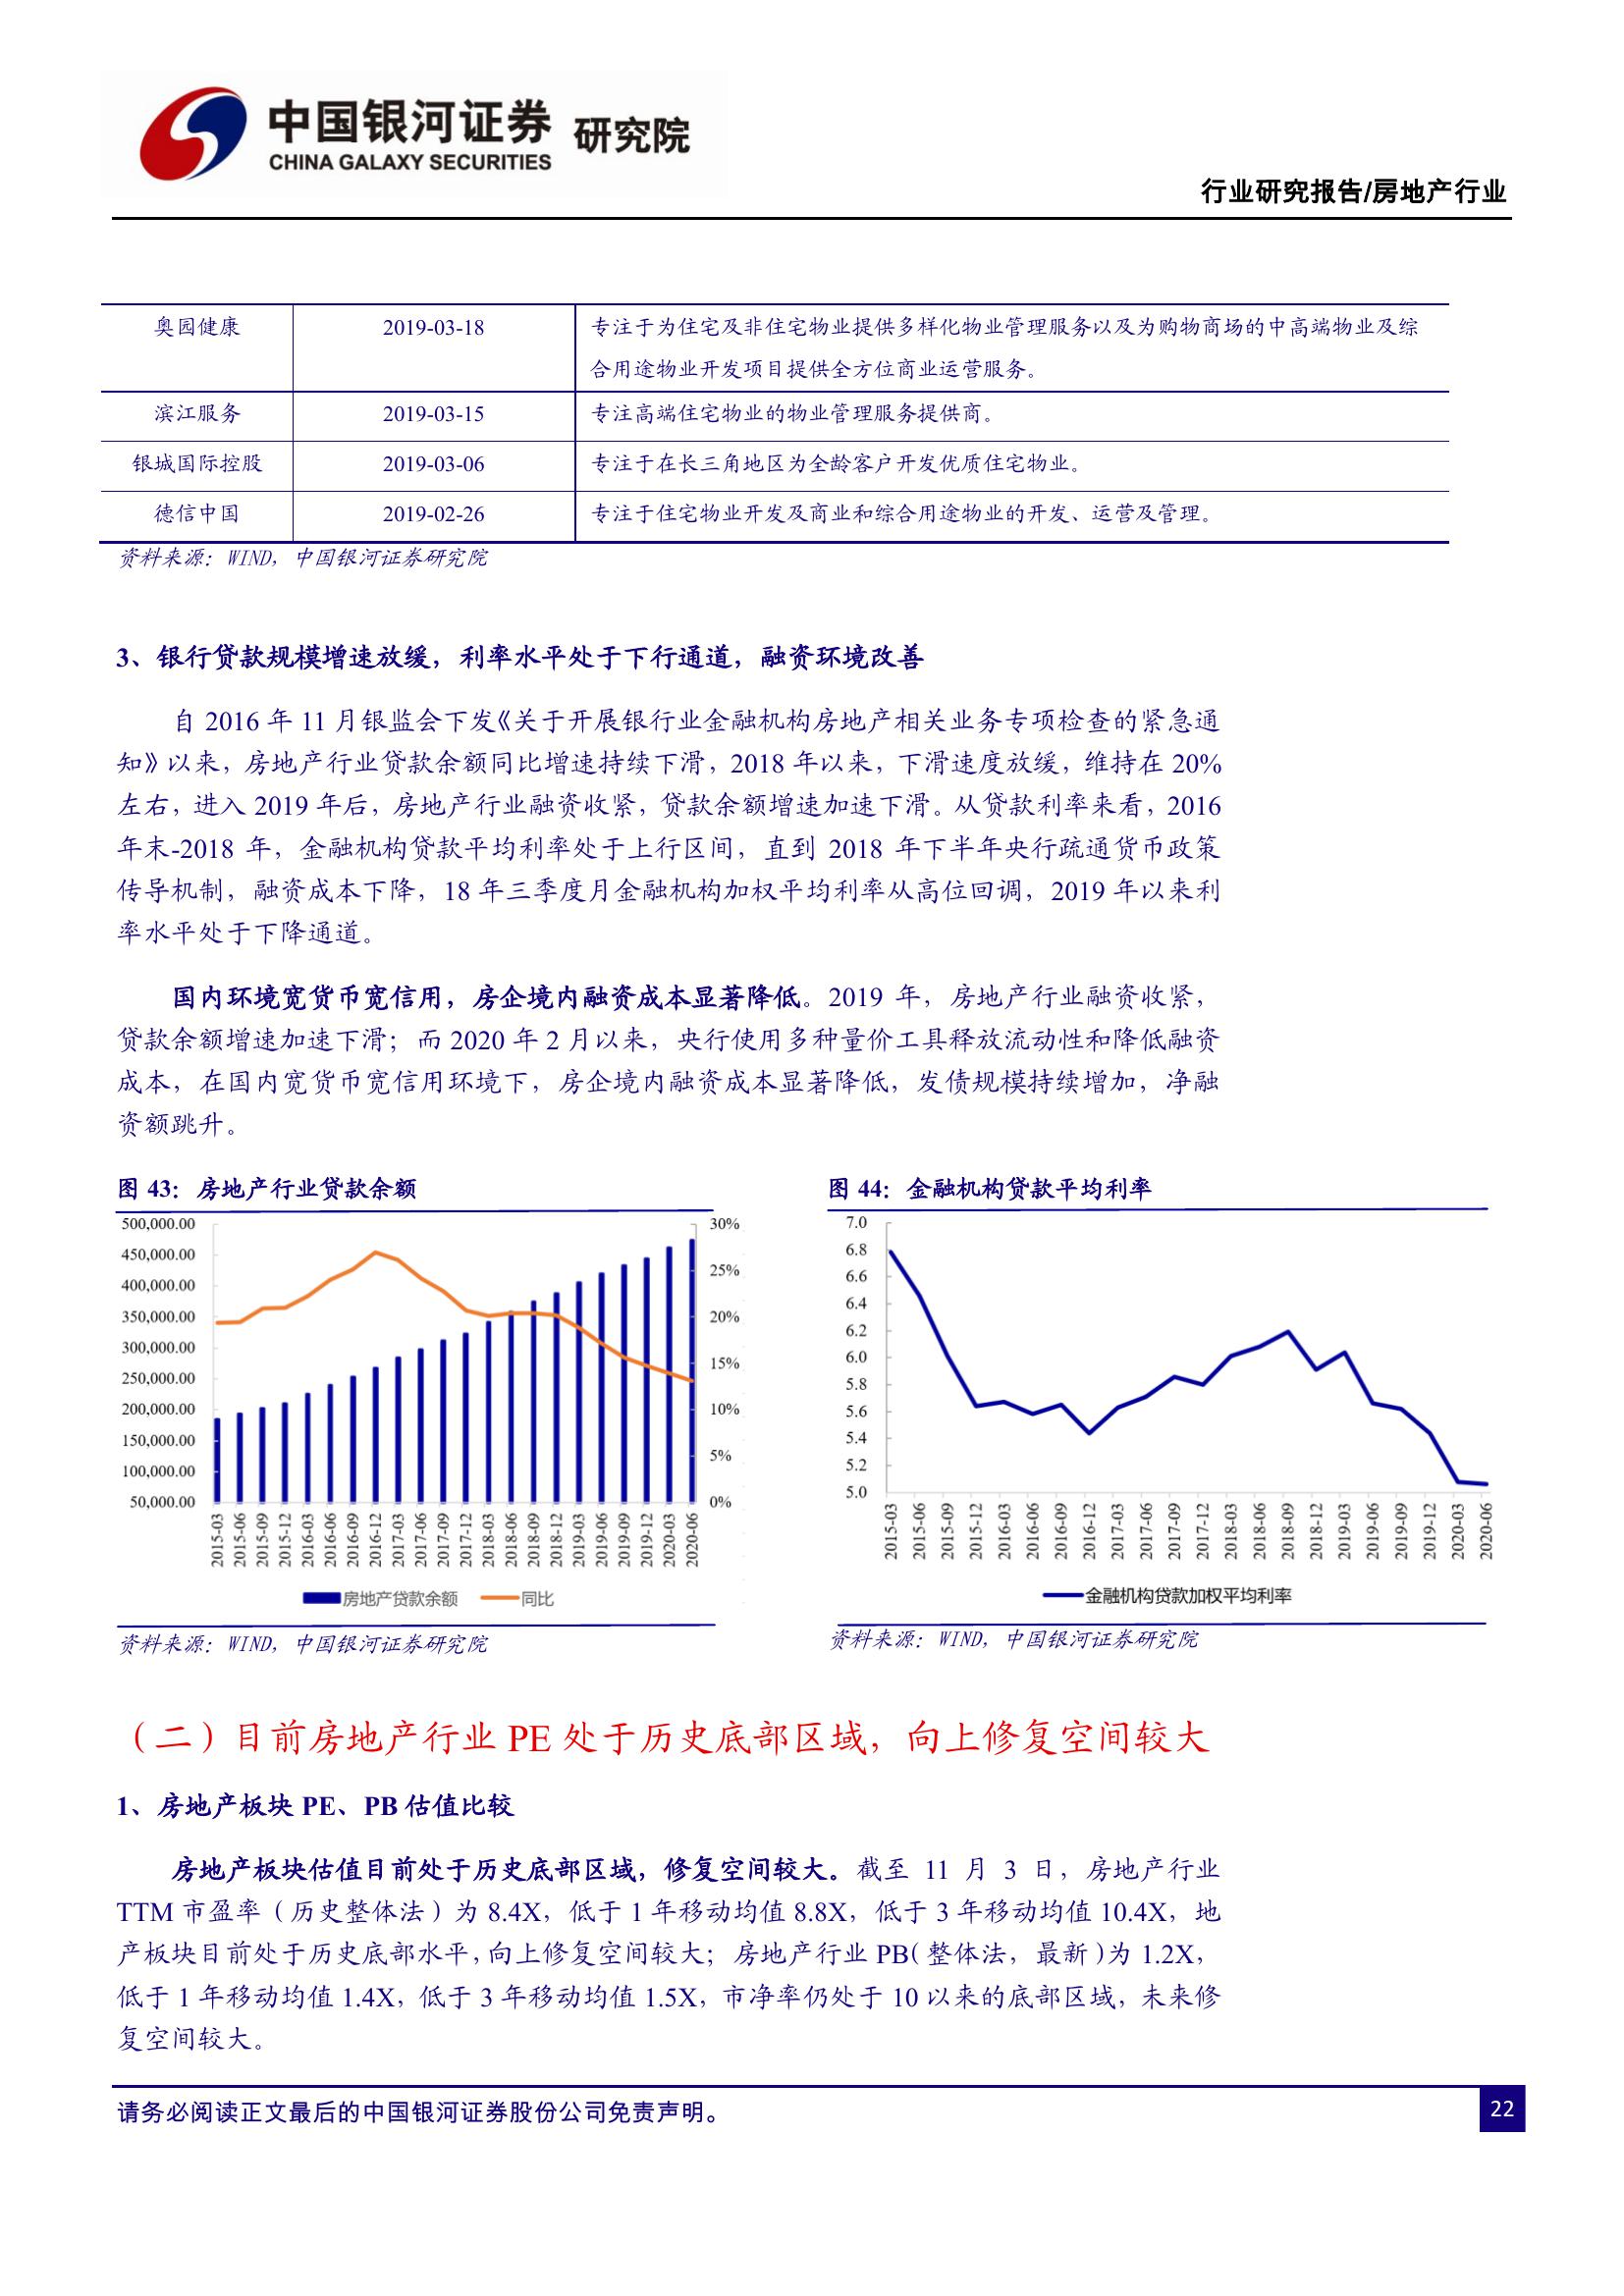 中国银河证券 研究院
CHINA GALAXY SECURITIES
行业研究报告/房地产行业
奥园健康 2019-03-18 专注于为住宅及非住宅物业提供多样化物业管理服务以及为购物商场的中高端物业及综
合用途物业开发项目提供全方位商业运营服务。
滨江服务 2019-03-15 专注高端住宅物业的物业管理服务提供商。
银城国际控股 2019-03-06 专注于在长三角地区为全龄客户开发优质住宅物业。
德信中国 2019-02-26 专注于住宅物业开发及商业和综合用途物业的开发、运营及管理。
资料来源：WIND，中国银河证券研究院
3、银行贷款规模增速放缓，利率水平处于下行通道，融资环境改善
自 2016 年 11 月银监会下发《关于开展银行业金融机构房地产相关业务专项检查的紧急通
知》以来，房地产行业贷款余额同比增速持续下滑，2018 年以来，下滑速度放缓，维持在 20%
左右，进入 2019 年后，房地产行业融资收紧，贷款余额增速加速下滑。从贷款利率来看，2016
年末-2018 年，金融机构贷款平均利率处于上行区间，直到 2018 年下半年央行疏通货币政策
传导机制，融资成本下降，18 年三季度月金融机构加权平均利率从高位回调，2019 年以来利
率水平处于下降通道。
国内环境宽货币宽信用，房企境内融资成本显著降低。2019 年，房地产行业融资收紧，
贷款余额增速加速下滑；而 2020 年 2 月以来，央行使用多种量价工具释放流动性和降低融资
成本，在国内宽货币宽信用环境下，房企境内融资成本显著降低，发债规模持续增加，净融
资额跳升。
图 43：房地产行业贷款余额
500,000.00
450,000.00
400,000.00
350,000.00
300,000.00
250,000.00
200,000.00
150,000.00
100,000.00
50,000.00
30%
25%
20%
15%
10%
5%
0%
2015-03
2015-06
2015-09
2015-12
2016-03
2016-06
2016-09
2016-12
2017-03
2017-06
2017-09
2017-12
2018-03
2018-06
2018-09
2018-12
2019-03
2019-06
2019-09
2019-12
2020-03
2020-06
房地产贷款余额 同比
资料来源：WIND，中国银河证券研究院
图 44：金融机构贷款平均利率
7.0
6.8
6.6
6.4
6.2
6.0
5.8
5.6
5.4
5.2
5.0
2015-03
2015-06
2015-09
2015-12
2016-03
2016-06
2016-09
2016-12
2017-03
2017-06
2017-09
2017-12
2018-03
2018-06
2018-09
2018-12
2019-03
2019-06
2019-09
2019-12
2020-03
2020-06
金融机构贷款加权平均利率
资料来源：WIND，中国银河证券研究院
（二）目前房地产行业 PE 处于历史底部区域，向上修复空间较大
1、房地产板块 PE、PB 估值比较
房地产板块估值目前处于历史底部区域，修复空间较大。截至 11 月 3 日，房地产行业
TTM 市盈率（历史整体法）为 8.4X，低于 1 年移动均值 8.8X，低于 3 年移动均值 10.4X，地
产板块目前处于历史底部水平，向上修复空间较大；房地产行业 PB（整体法，最新）为 1.2X，
低于 1 年移动均值 1.4X，低于 3 年移动均值 1.5X，市净率仍处于 10 以来的底部区域，未来修
复空间较大。
请务必阅读正文最后的中国银河证券股份公司免责声明。
22